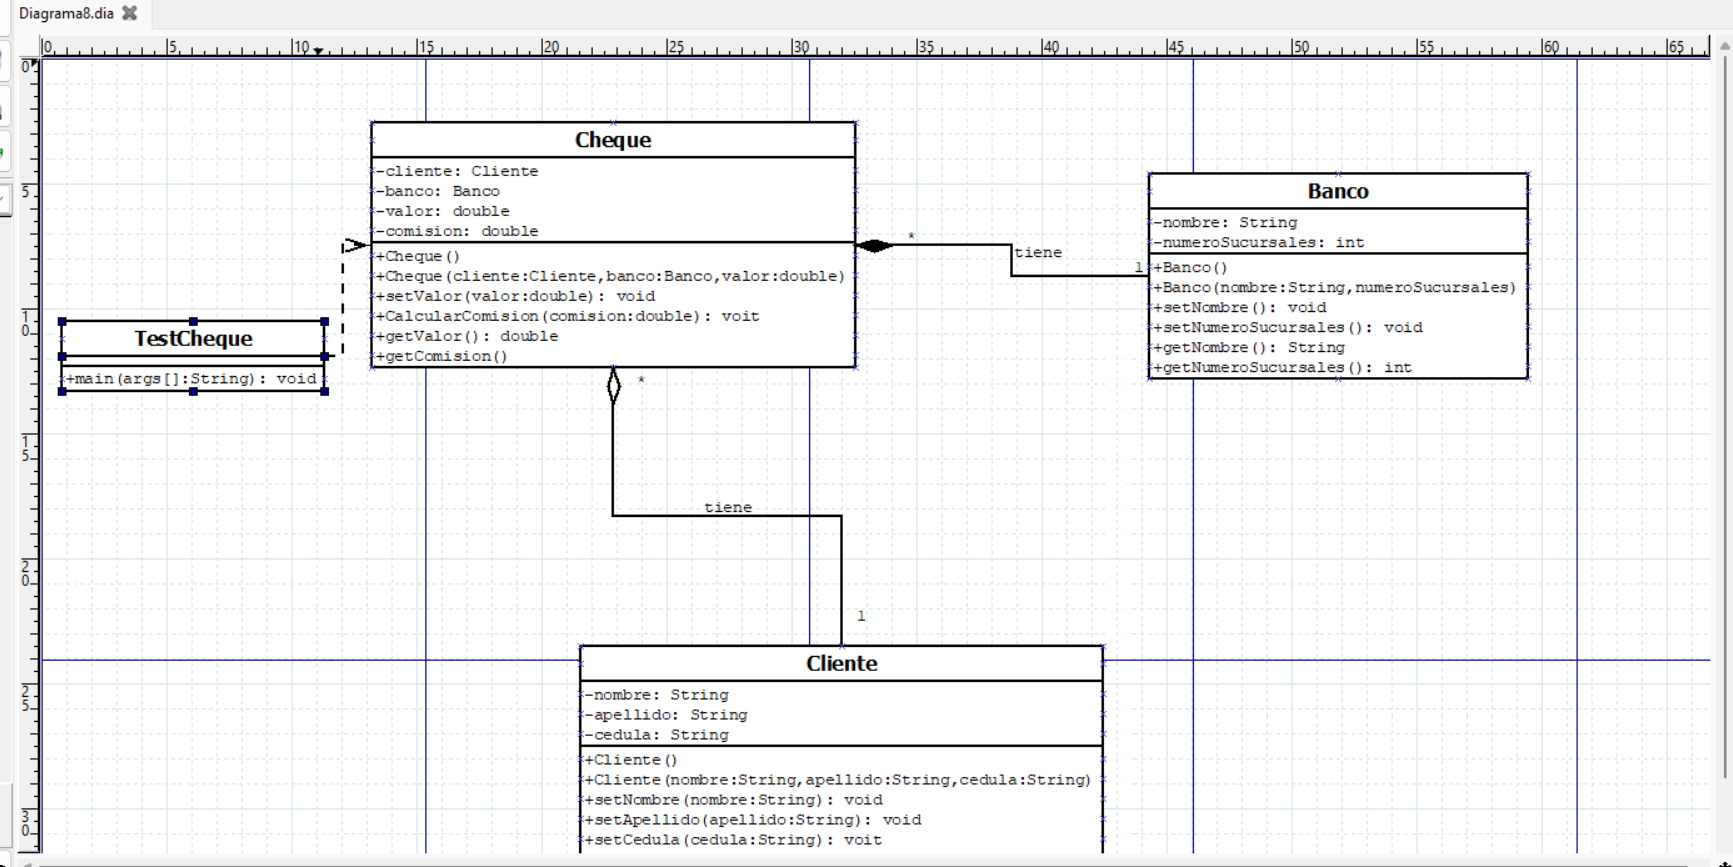 Diagrama8.dia
0 5 10 15 20 25 30 35 40 45 50 55 60 65
0
5
10
15
20
25
30
Cheque
-cliente: Cliente
-banco: Banco
-valor: double
-comision: double
+Cheque()
+Cheque(cliente:Cliente,banco:Banco,valor:double)
+setValor(valor:double): void
+CalcularComision(comision:double): voit
+getValor(): double
+getComision()
*
tiene
1
Banco
-nombre: String
-numeroSucursales: int
+Banco()
+Banco(nombre:String,numeroSucursales)
+setNombre(): void
+setNumeroSucursales(): void
+getNombre(): String
+getNumeroSucursales(): int
TestCheque
+main(args[]:String): void
*
tiene
1
Cliente
-nombre: String
-apellido: String
-cedula: String
+Cliente()
+Cliente(nombre:String,apellido:String,cedula:String)
+setNombre(nombre:String): void
+setApellido(apellido:String): void
+setCedula(cedula:String): voit